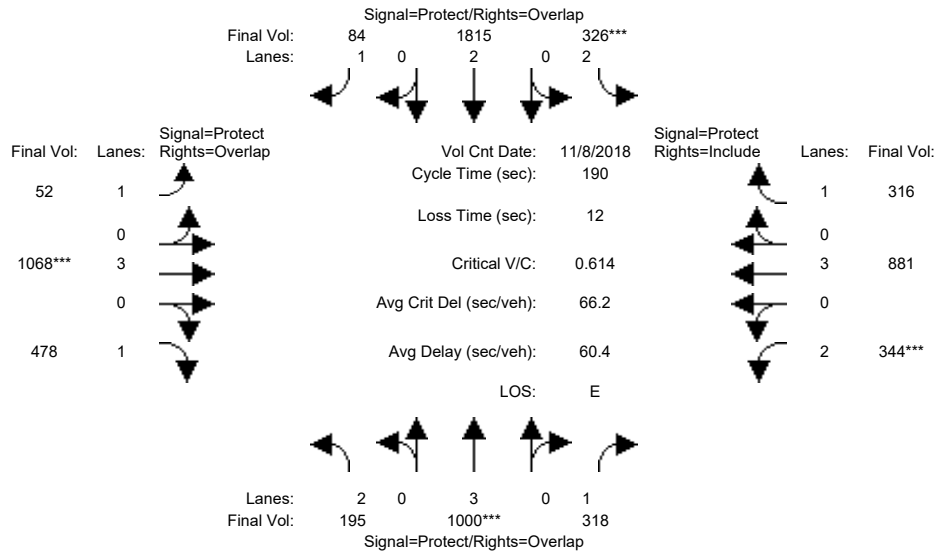 Signal=Protect/Rights=Overlap
Final Vol: 84 1815 326***
Lanes: 1 0 2 0 2
Signal=Protect
Final Vol: Lanes: Rights=Overlap
Vol Cnt Date: 11/8/2018
Signal=Protect
Rights=Include Lanes: Final Vol:
Cycle Time (sec): 190
52 1
1 316
Loss Time (sec): 12
0
0
1068*** 3
Critical V/C: 0.614
3 881
0
Avg Crit Del (sec/veh): 66.2
0
478 1
Avg Delay (sec/veh): 60.4
2 344***
LOS: E
Lanes: 2 0 3 0 1
Final Vol: 195 1000*** 318
Signal=Protect/Rights=Overlap